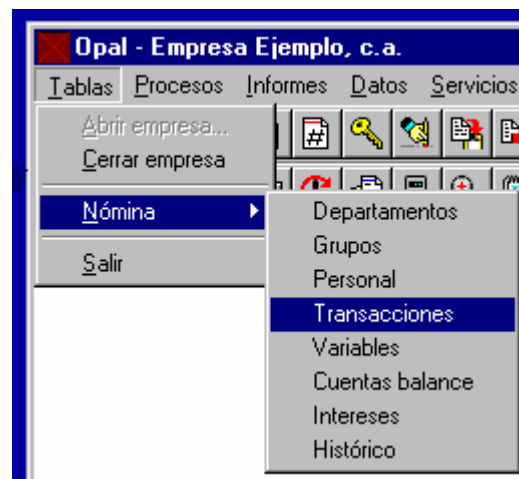 Opal - Empresa Ejemplo, c.a.
Tablas Procesos Informes Datos Servicios
Abrir empresa...
Cerrar empresa
Nómina
Salir
Departamentos
Grupos
Personal
Transacciones
Variables
Cuentas balance
Intereses
Histórico